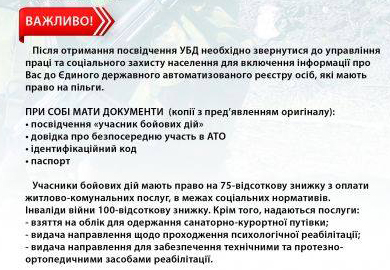 ВАЖЛИВО!
Після отримання посвідчення УБД необхідно звернутися до управління
праці та соціального захисту населення для включення інформації про
Вас до Єдиного державного автоматизованого реєстру осіб, які мають
право на пільги.
ПРИ СОБІ МАТИ ДОКУМЕНТИ (копії з пред’явленням оригіналу):
• посвідчення «учасник бойових дій»
• довідка про безпосередню участь в АТО
• ідентифікаційний код
• паспорт
Учасники бойових дій мають право на 75-відсоткову знижку з оплати
житлово-комунальних послуг, в межах соціальних нормативів.
Інваліди війни 100-відсоткову знижку. Крім того, надаються послуги:
- взяття на облік для одержання санаторно-курортної путівки;
- видача направлення щодо проходження психологічної реабілітації;
- видача направлення для забезпечення технічними та протезно-
ортопедичними засобами реабілітації.